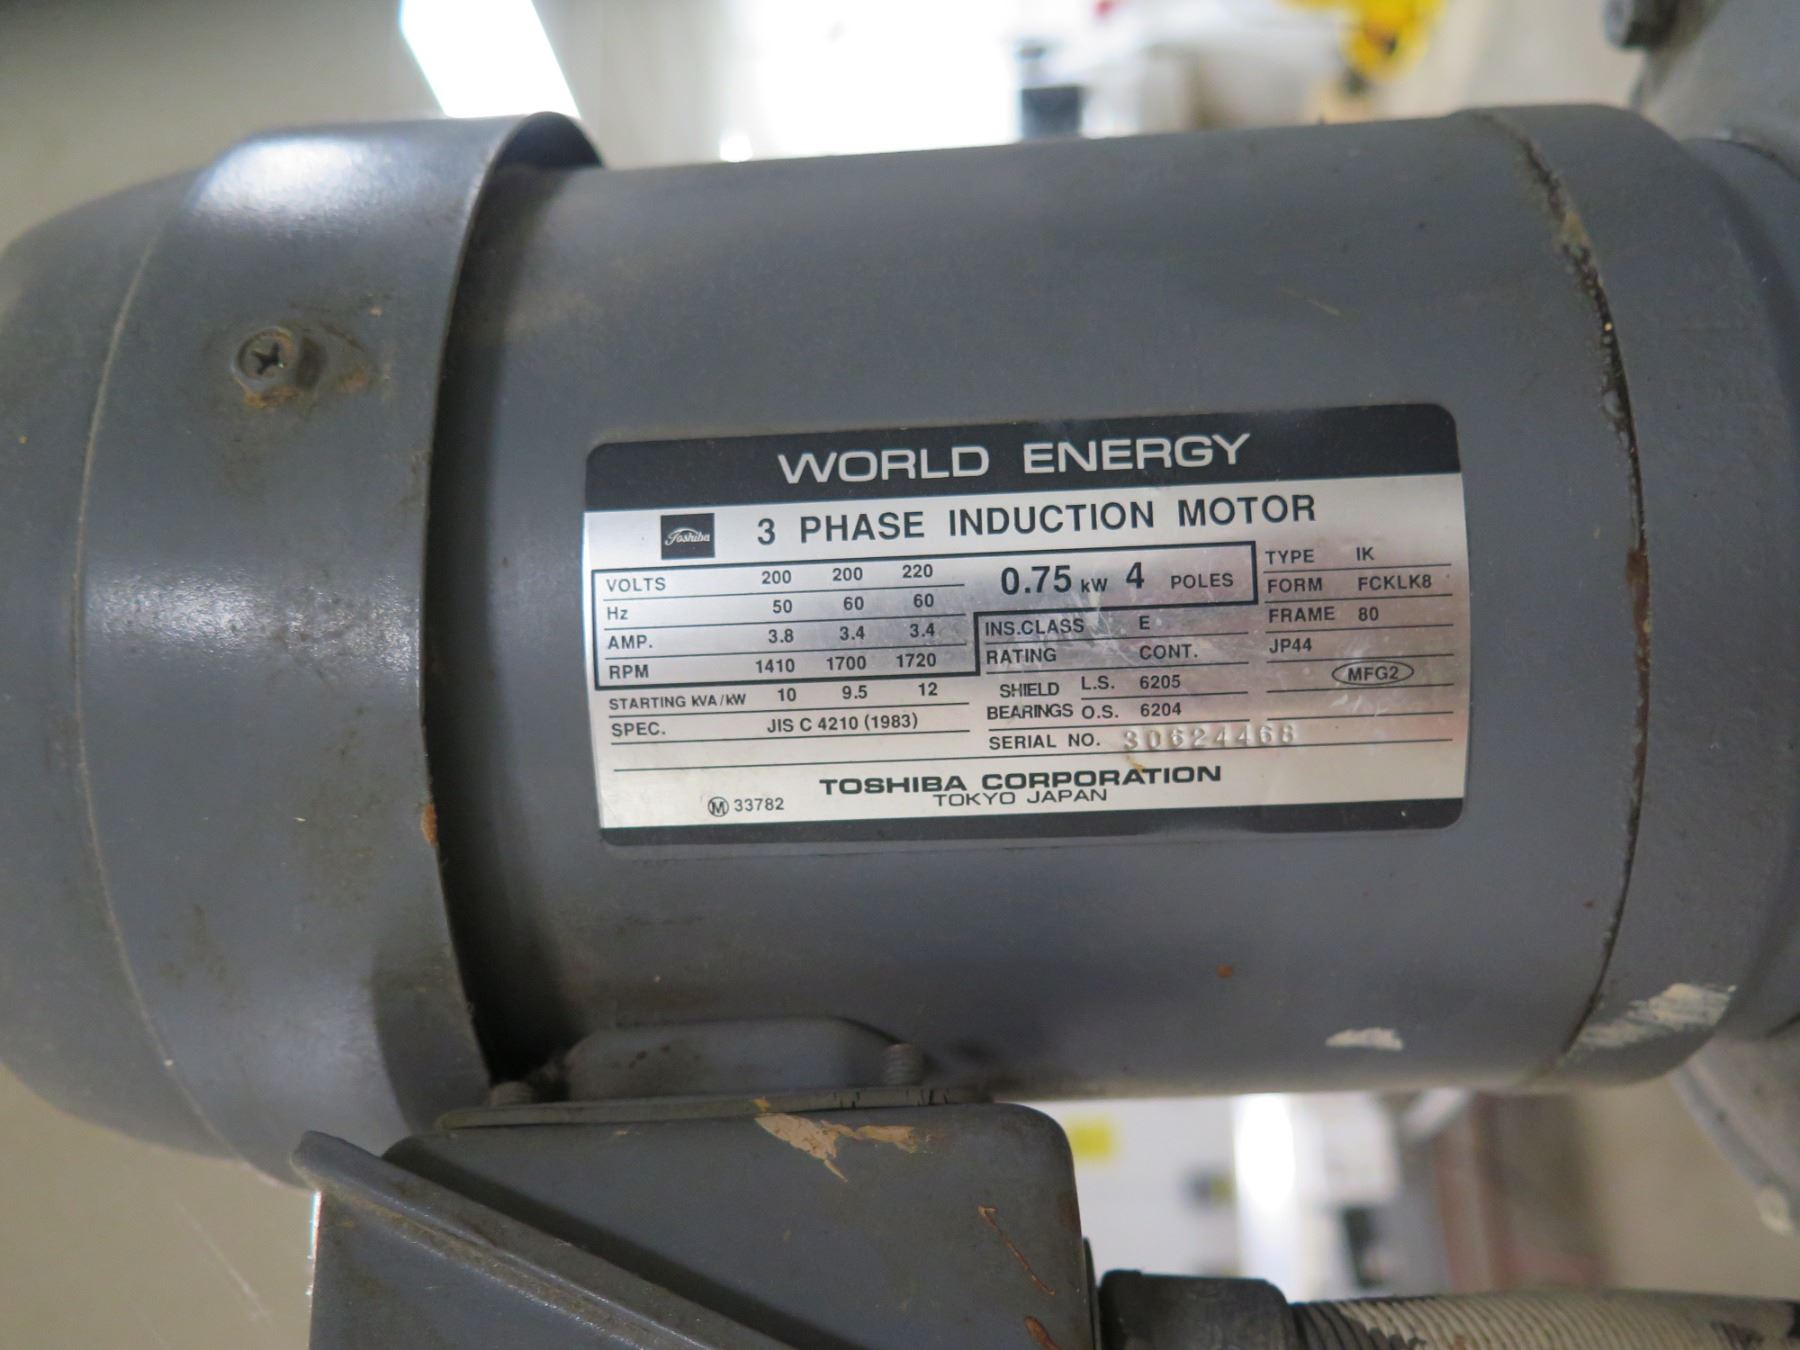 WORLD ENERGY
Toshiba 3 PHASE INDUCTION MOTOR
VOLTS 200 200 220 0.75 kW 4 POLES TYPE IK
Hz 50 60 60 FORM FCKLK8
AMP. 3.8 3.4 3.4 INS.CLASS E FRAME 80
RPM 1410 1700 1720 RATING CONT. JP44
STARTING kVA/kW 10 9.5 12 SHIELD L.S. 6205 MFG2
SPEC. JIS C 4210 (1983) BEARINGS O.S. 6204
SERIAL NO. 30624468
TOSHIBA CORPORATION
M 33782 TOKYO JAPAN